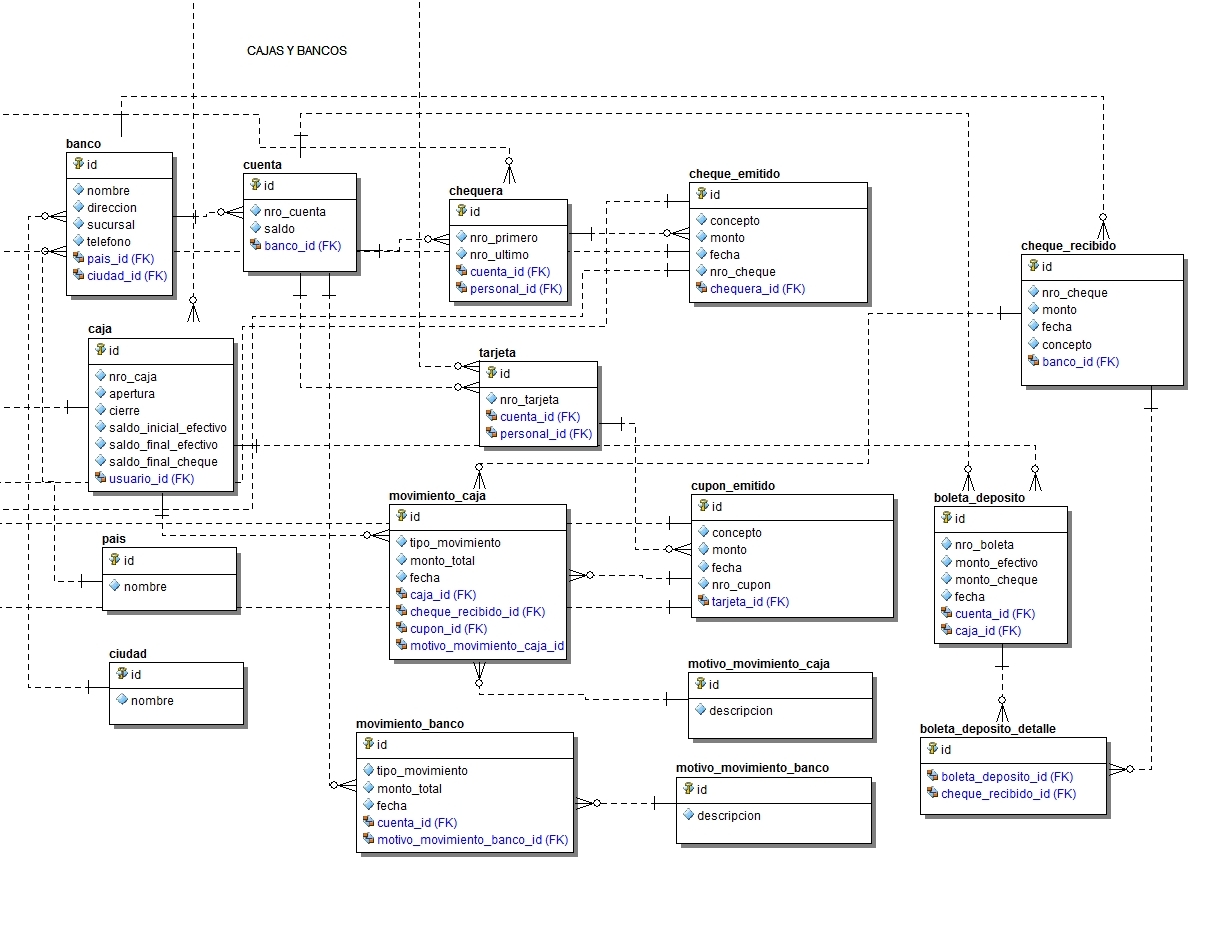 CAJAS Y BANCOS
banco
id
nombre
direccion
sucursal
telefono
pais_id (FK)
ciudad_id (FK)
cuenta
id
nro_cuenta
saldo
banco_id (FK)
chequera
id
nro_primero
nro_ultimo
cuenta_id (FK)
personal_id (FK)
cheque_emitido
id
concepto
monto
fecha
nro_cheque
chequera_id (FK)
cheque_recibido
id
nro_cheque
monto
fecha
concepto
banco_id (FK)
caja
id
nro_caja
apertura
cierre
saldo_inicial_efectivo
saldo_final_efectivo
saldo_final_cheque
usuario_id (FK)
tarjeta
id
nro_tarjeta
cuenta_id (FK)
personal_id (FK)
movimiento_caja
id
tipo_movimiento
monto_total
fecha
caja_id (FK)
cheque_recibido_id (FK)
cupon_id (FK)
motivo_movimiento_caja_id
cupon_emitido
id
concepto
monto
fecha
nro_cupon
tarjeta_id (FK)
boleta_deposito
id
nro_boleta
monto_efectivo
monto_cheque
fecha
cuenta_id (FK)
caja_id (FK)
pais
id
nombre
ciudad
id
nombre
motivo_movimiento_caja
id
descripcion
movimiento_banco
id
tipo_movimiento
monto_total
fecha
cuenta_id (FK)
motivo_movimiento_banco_id (FK)
motivo_movimiento_banco
id
descripcion
boleta_deposito_detalle
id
boleta_deposito_id (FK)
cheque_recibido_id (FK)